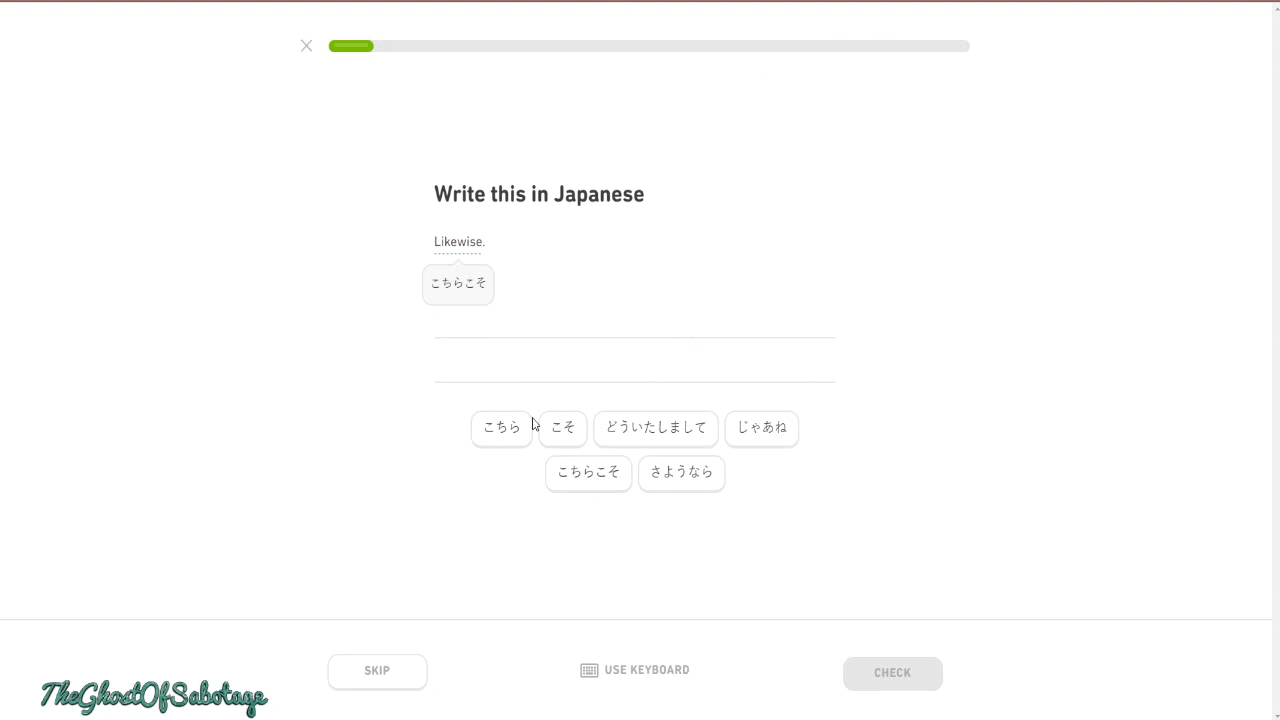 Write this in Japanese
Likewise.
こちらこそ
こちら こそ どういたしまして じゃあね
こちらこそ さようなら
SKIP USE KEYBOARD CHECK
TheGhostOfSabotage